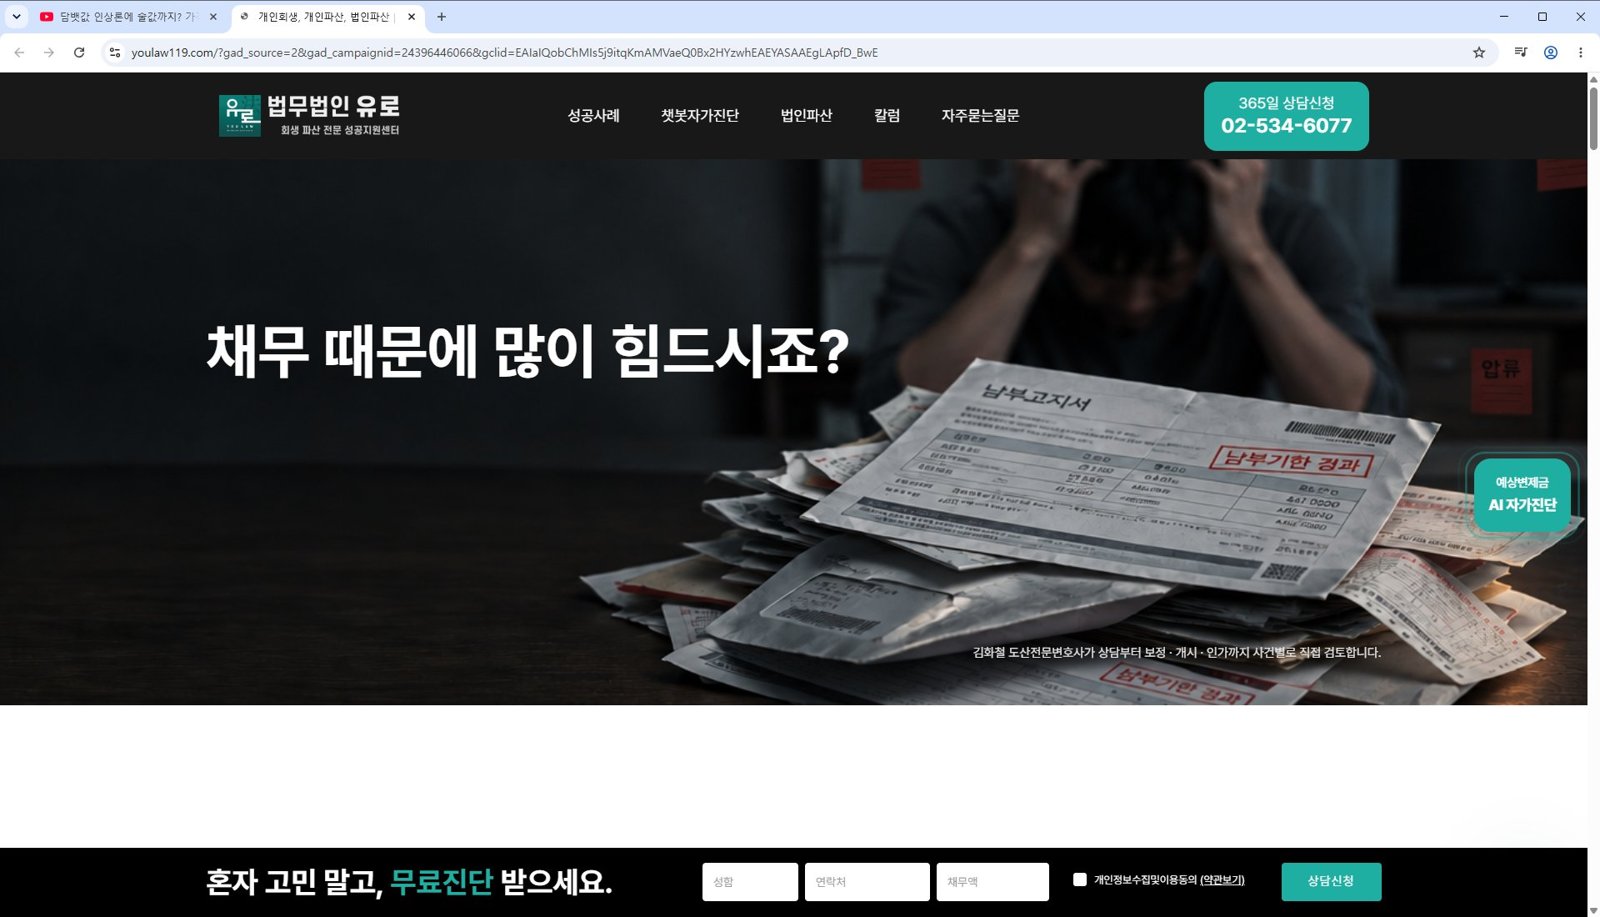 담뱃값 인상론에 술값까지? 가
개인회생, 개인파산, 법인파산 |
youlaw119.com/?gad_source=2&gad_campaignid=24396446066&gclid=EAIaIQobChMIs5j9itqKmAMVaeQ0Bx2HYzwhEAEYASAAEgLApfD_BwE
유로
YOULAW
법무법인 유로
회생 파산 전문 성공지원센터
성공사례
챗봇자가진단
법인파산
칼럼
자주묻는질문
365일 상담신청
02-534-6077
채무 때문에 많이 힘드시죠?
납부고지서
납부기한 경과
압류
예상변제금
AI 자가진단
김화철 도산전문변호사가 상담부터 보정 · 개시 · 인가까지 사건별로 직접 검토합니다.
납부기한 경과
혼자 고민 말고, 무료진단 받으세요.
성함
연락처
채무액
개인정보수집및이용동의 (약관보기)
상담신청